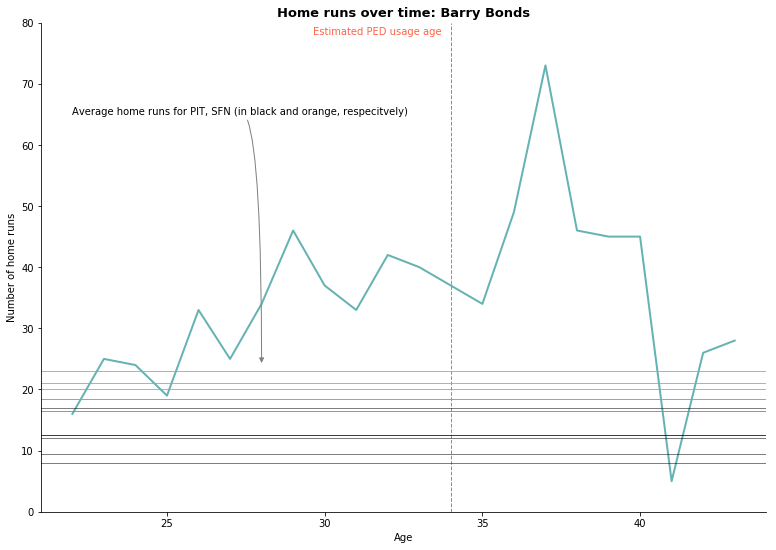 Home runs over time: Barry Bonds
80
Estimated PED usage age
70
Average home runs for PIT, SFN (in black and orange, respecitvely)
60
50
40
30
20
10
0
Number of home runs
25
30
35
40
Age